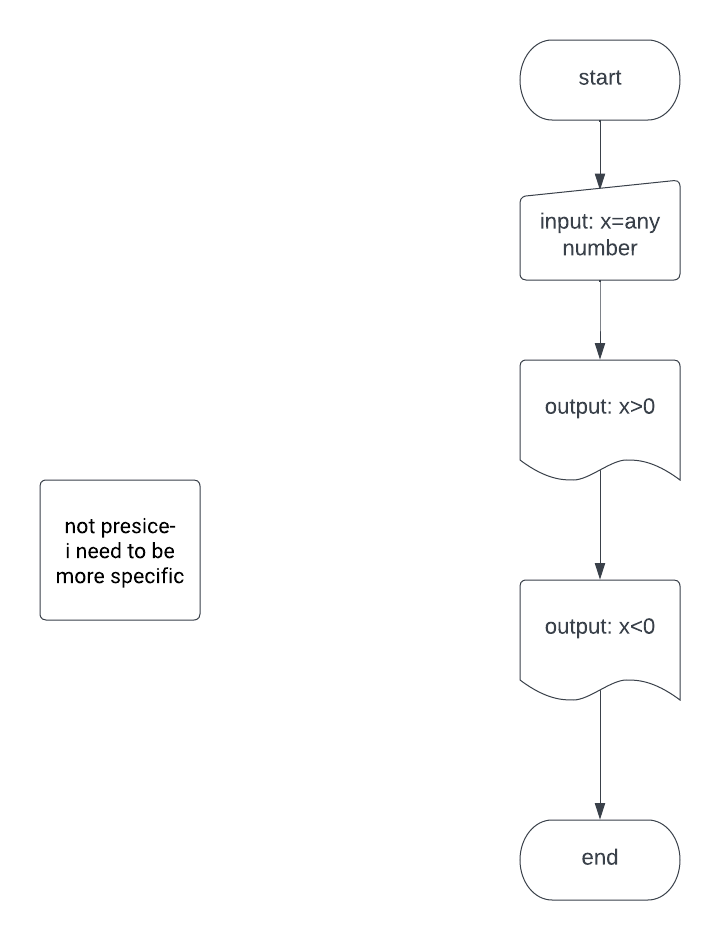 start
input: x=any
number
output: x>0
not presice-
i need to be
more specific
output: x<0
end